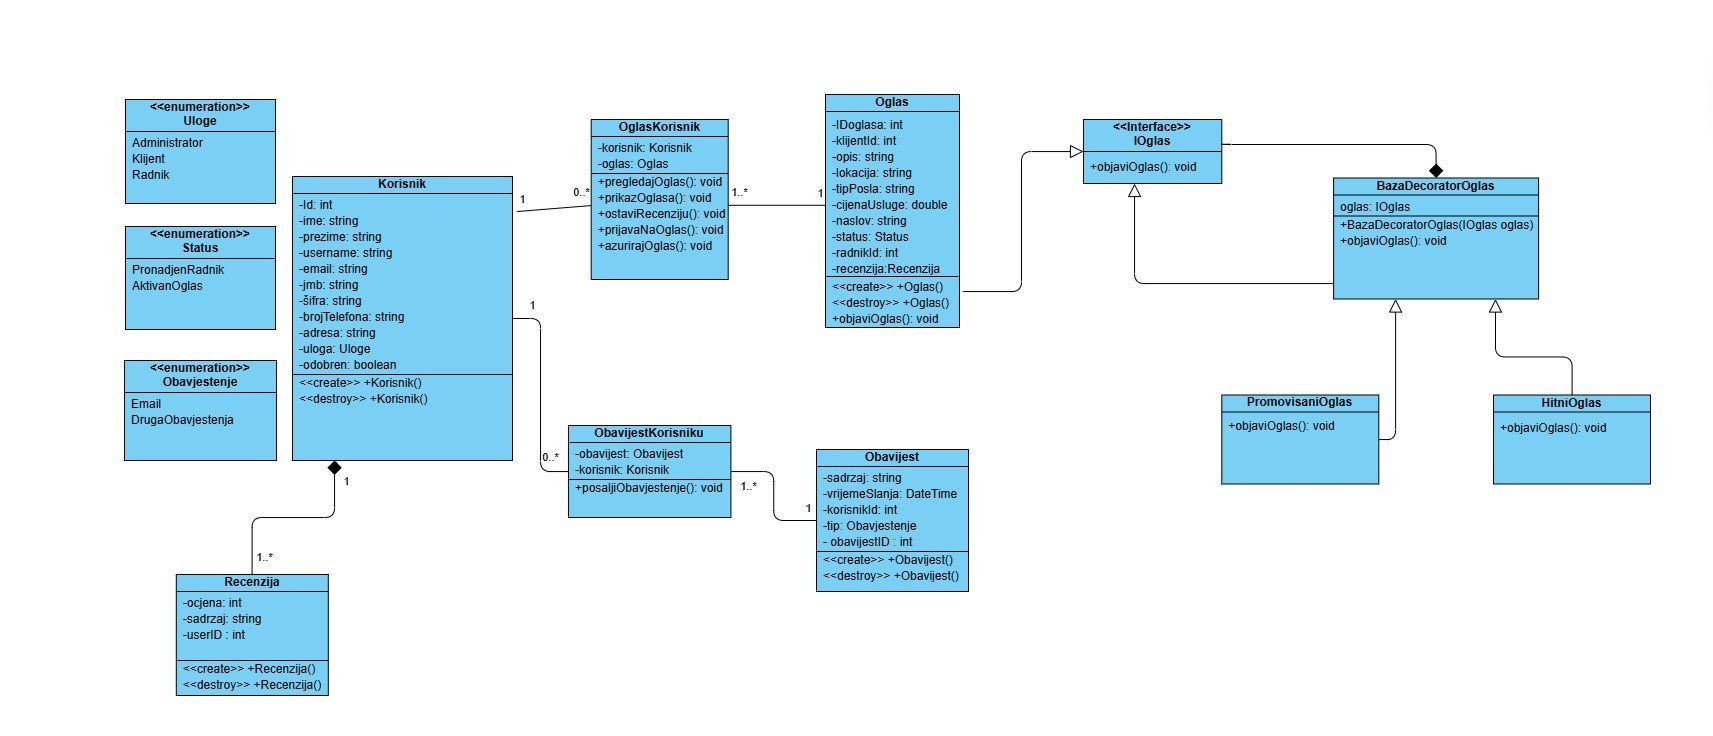 <<enumeration>>
Uloge
Administrator
Klijent
Radnik
<<enumeration>>
Status
PronadjenRadnik
AktivanOglas
<<enumeration>>
Obavjestenje
Email
DrugaObavjestenja
Korisnik
-Id: int
-ime: string
-prezime: string
-username: string
-email: string
-jmb: string
-šifra: string
-brojTelefona: string
-adresa: string
-uloga: Uloge
-odobren: boolean
<<create>> +Korisnik()
<<destroy>> +Korisnik()
1
0..*
1
0..*
1
1..*
Recenzija
-ocjena: int
-sadrzaj: string
-userID : int
<<create>> +Recenzija()
<<destroy>> +Recenzija()
OglasKorisnik
-korisnik: Korisnik
-oglas: Oglas
+pregledajOglas(): void
+prikazOglasa(): void
+ostaviRecenziju(): void
+prijavaNaOglas(): void
+azurirajOglas(): void
1..*
1
ObavijestKorisniku
-obavijest: Obavijest
-korisnik: Korisnik
+posaljiObavjestenje(): void
1..*
1
Oglas
-IDoglasa: int
-klijentId: int
-opis: string
-lokacija: string
-tipPosla: string
-cijenaUsluge: double
-naslov: string
-status: Status
-radnikId: int
-recenzija:Recenzija
<<create>> +Oglas()
<<destroy>> +Oglas()
+objaviOglas(): void
Obavijest
-sadrzaj: string
-vrijemeSlanja: DateTime
-korisnikId: int
-tip: Obavjestenje
- obavijestID : int
<<create>> +Obavijest()
<<destroy>> +Obavijest()
<<Interface>>
IOglas
+objaviOglas(): void
BazaDecoratorOglas
oglas: IOglas
+BazaDecoratorOglas(IOglas oglas)
+objaviOglas(): void
PromovisaniOglas
+objaviOglas(): void
HitniOglas
+objaviOglas(): void